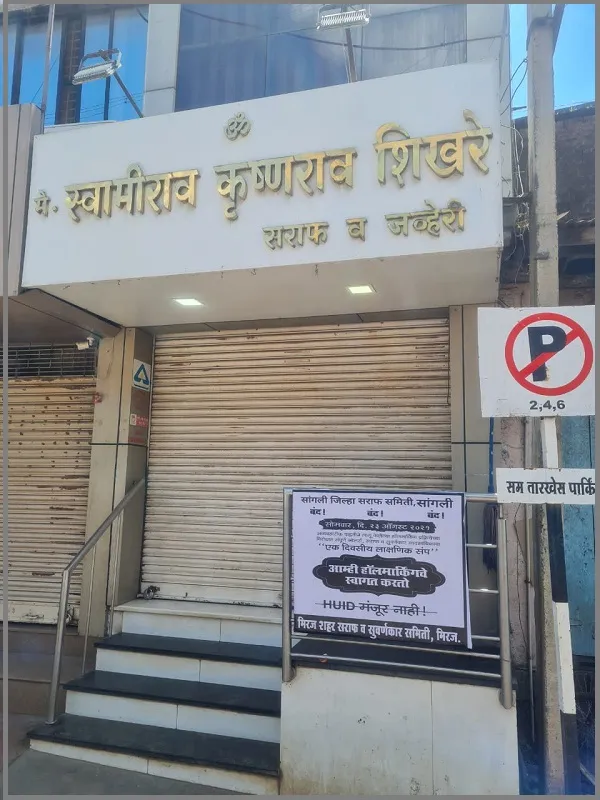 ॐ
मे. स्वामीराव कृष्णराव शिखरे
सराफ व जव्हेरी
P
2,4,6
सम तारखेस पार्किं
सांगली जिल्हा सराफ समिती, सांगली
बंद! बंद! बंद!
सोमवार, दि. २३ ऑगस्ट २०२१
"एक दिवसीय लाक्षणिक संप"
आम्ही हॉलमार्किंगचे
स्वागत करतो
HUID मंजूर नाही!
मिरज शहर सराफ व सुवर्णकार समिती, मिरज.